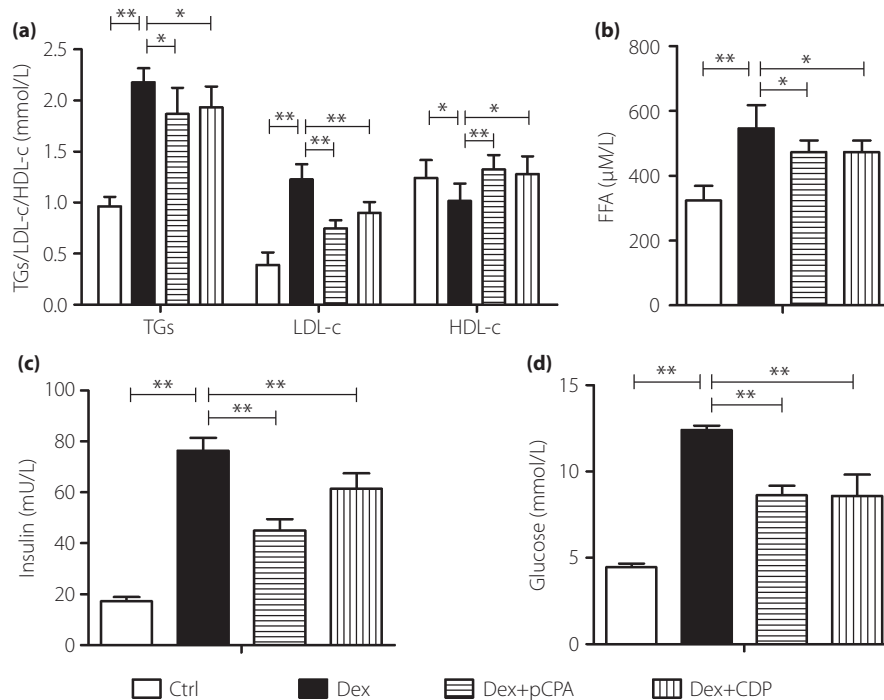 (a)
TGs/LDL-c/HDL-c (mmol/L)
2.5
2.0
1.5
1.0
0.5
0.0
** * *
** ** **
* ** *
TGs LDL-c HDL-c
(b)
FFA (μM/L)
800
600
400
200
0
** * *
(c)
Insulin (mU/L)
100
80
60
40
20
0
** ** **
(d)
Glucose (mmol/L)
15
10
5
0
** ** **
Ctrl Dex Dex+pCPA Dex+CDP